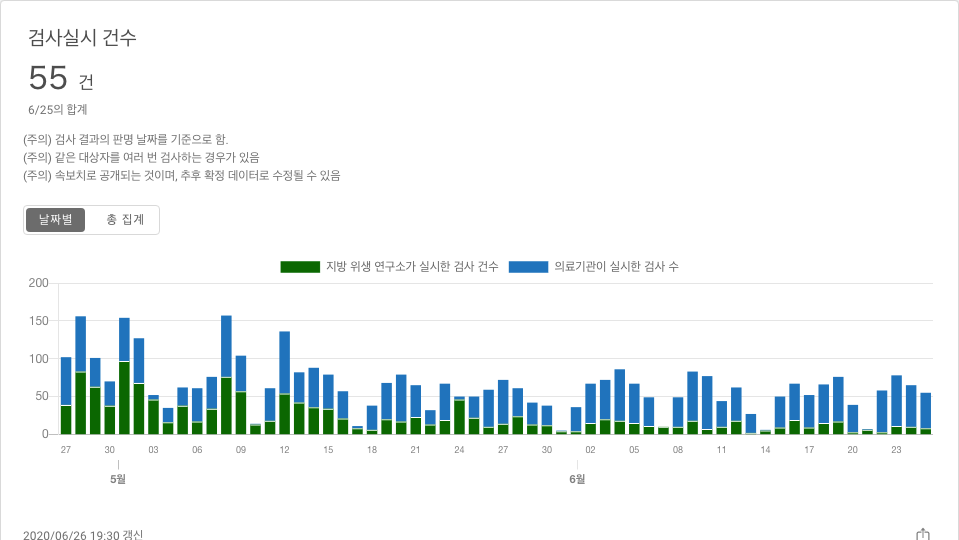 검사실시 건수
55 건
6/25의 합계
(주의) 검사 결과의 판명 날짜를 기준으로 함.
(주의) 같은 대상자를 여러 번 검사하는 경우가 있음
(주의) 속보치로 공개되는 것이며, 추후 확정 데이터로 수정될 수 있음
날짜별 총 집계
지방 위생 연구소가 실시한 검사 건수 의료기관이 실시한 검사 수
200
150
100
50
0
27 30 03 06 09 12 15 18 21 24 27 30 02 05 08 11 14 17 20 23
5월 6월
2020/06/26 19:30 갱신